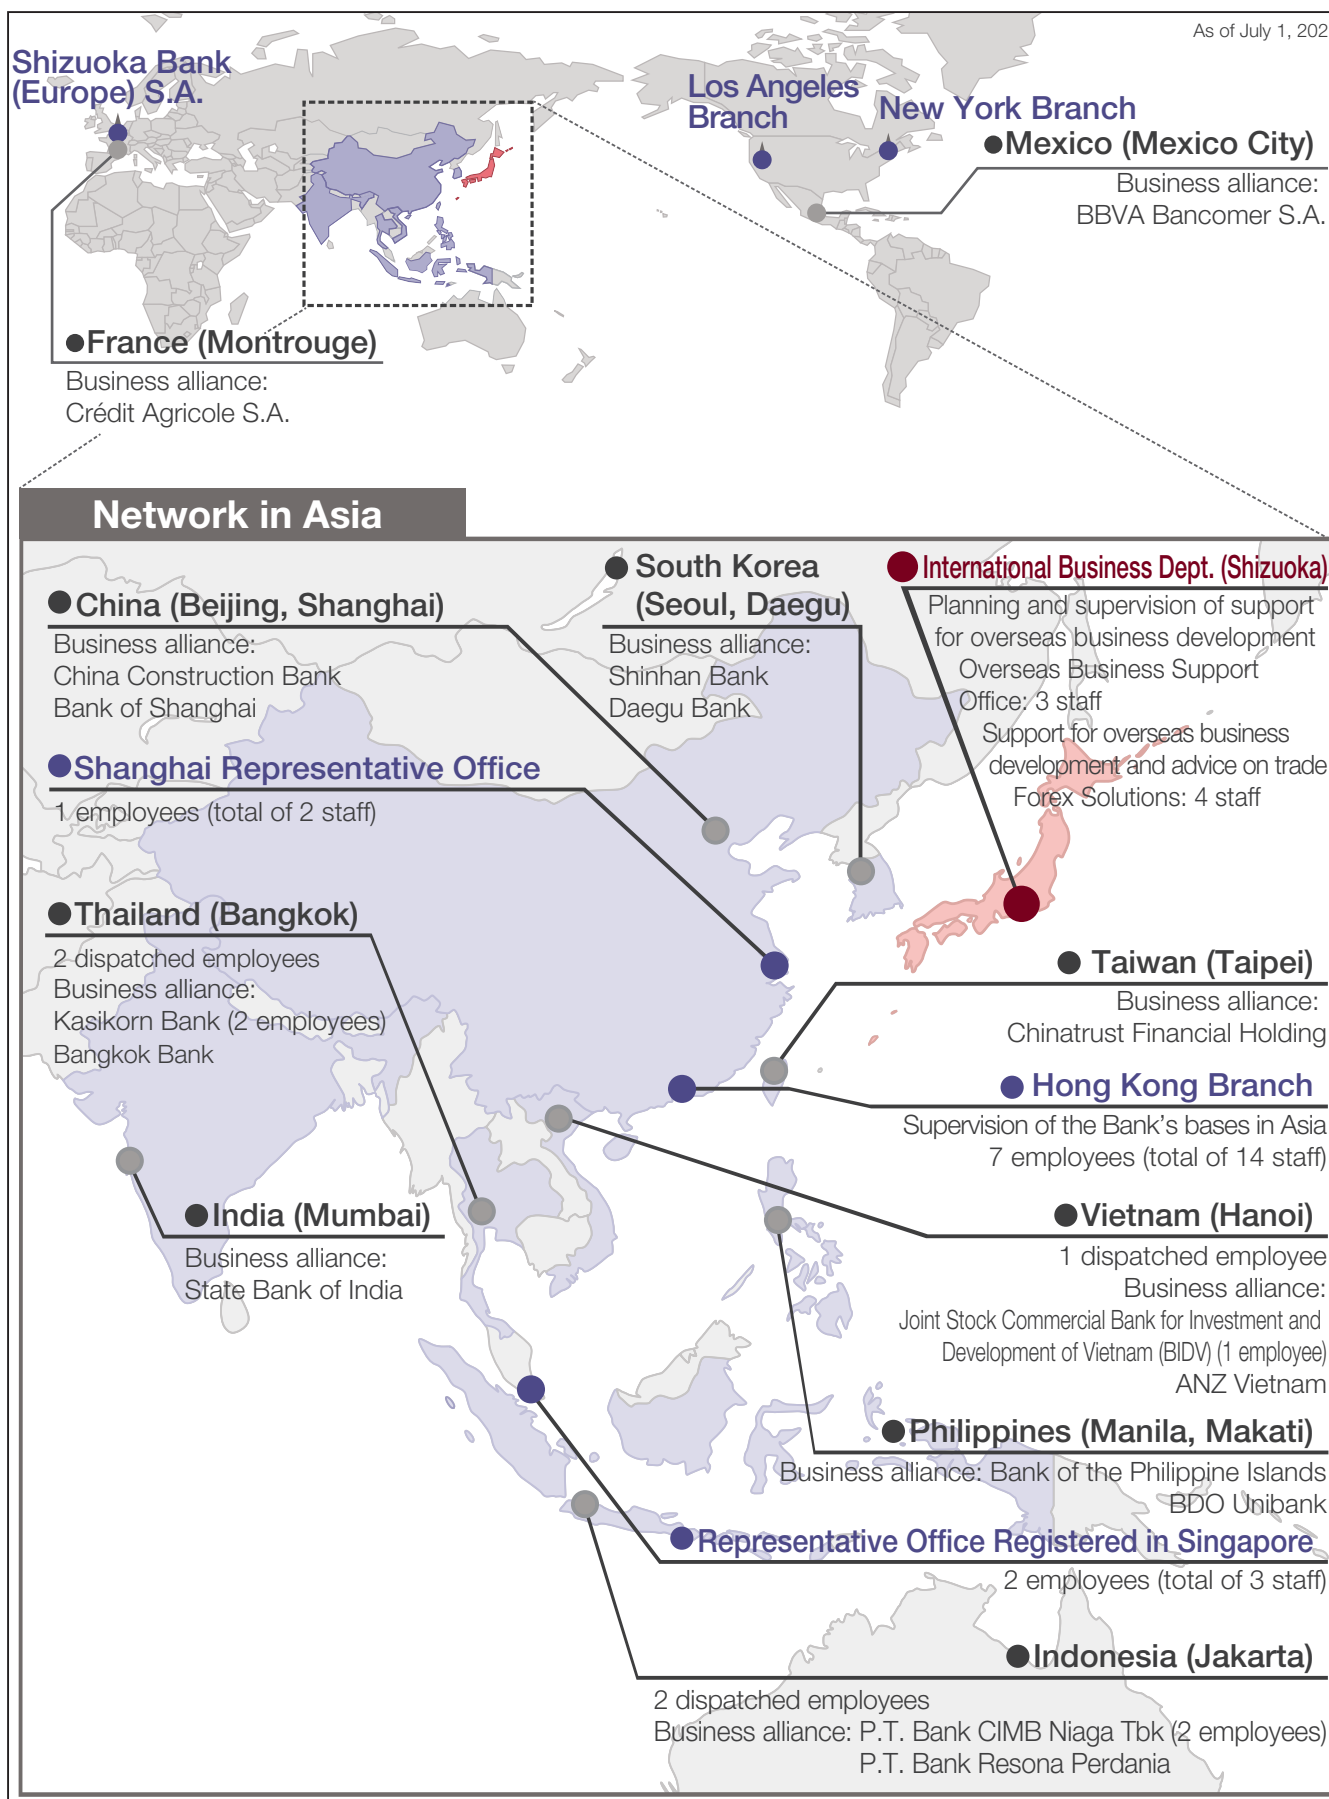 As of July 1, 202
Shizuoka Bank
(Europe) S.A.
Los Angeles
Branch
New York Branch
●Mexico (Mexico City)
Business alliance:
BBVA Bancomer S.A.
●France (Montrouge)
Business alliance:
Crédit Agricole S.A.
Network in Asia
●China (Beijing, Shanghai)
Business alliance:
China Construction Bank
Bank of Shanghai
●South Korea
(Seoul, Daegu)
Business alliance:
Shinhan Bank
Daegu Bank
●International Business Dept. (Shizuoka)
Planning and supervision of support
for overseas business development
Overseas Business Support
Office: 3 staff
Support for overseas business
development and advice on trade
Forex Solutions: 4 staff
●Shanghai Representative Office
1 employees (total of 2 staff)
●Thailand (Bangkok)
2 dispatched employees
Business alliance:
Kasikorn Bank (2 employees)
Bangkok Bank
●Taiwan (Taipei)
Business alliance:
Chinatrust Financial Holding
●Hong Kong Branch
Supervision of the Bank's bases in Asia
7 employees (total of 14 staff)
●India (Mumbai)
Business alliance:
State Bank of India
●Vietnam (Hanoi)
1 dispatched employee
Business alliance:
Joint Stock Commercial Bank for Investment and
Development of Vietnam (BIDV) (1 employee)
ANZ Vietnam
●Philippines (Manila, Makati)
Business alliance: Bank of the Philippine Islands
BDO Unibank
●Representative Office Registered in Singapore
2 employees (total of 3 staff)
●Indonesia (Jakarta)
2 dispatched employees
Business alliance: P.T. Bank CIMB Niaga Tbk (2 employees)
P.T. Bank Resona Perdania